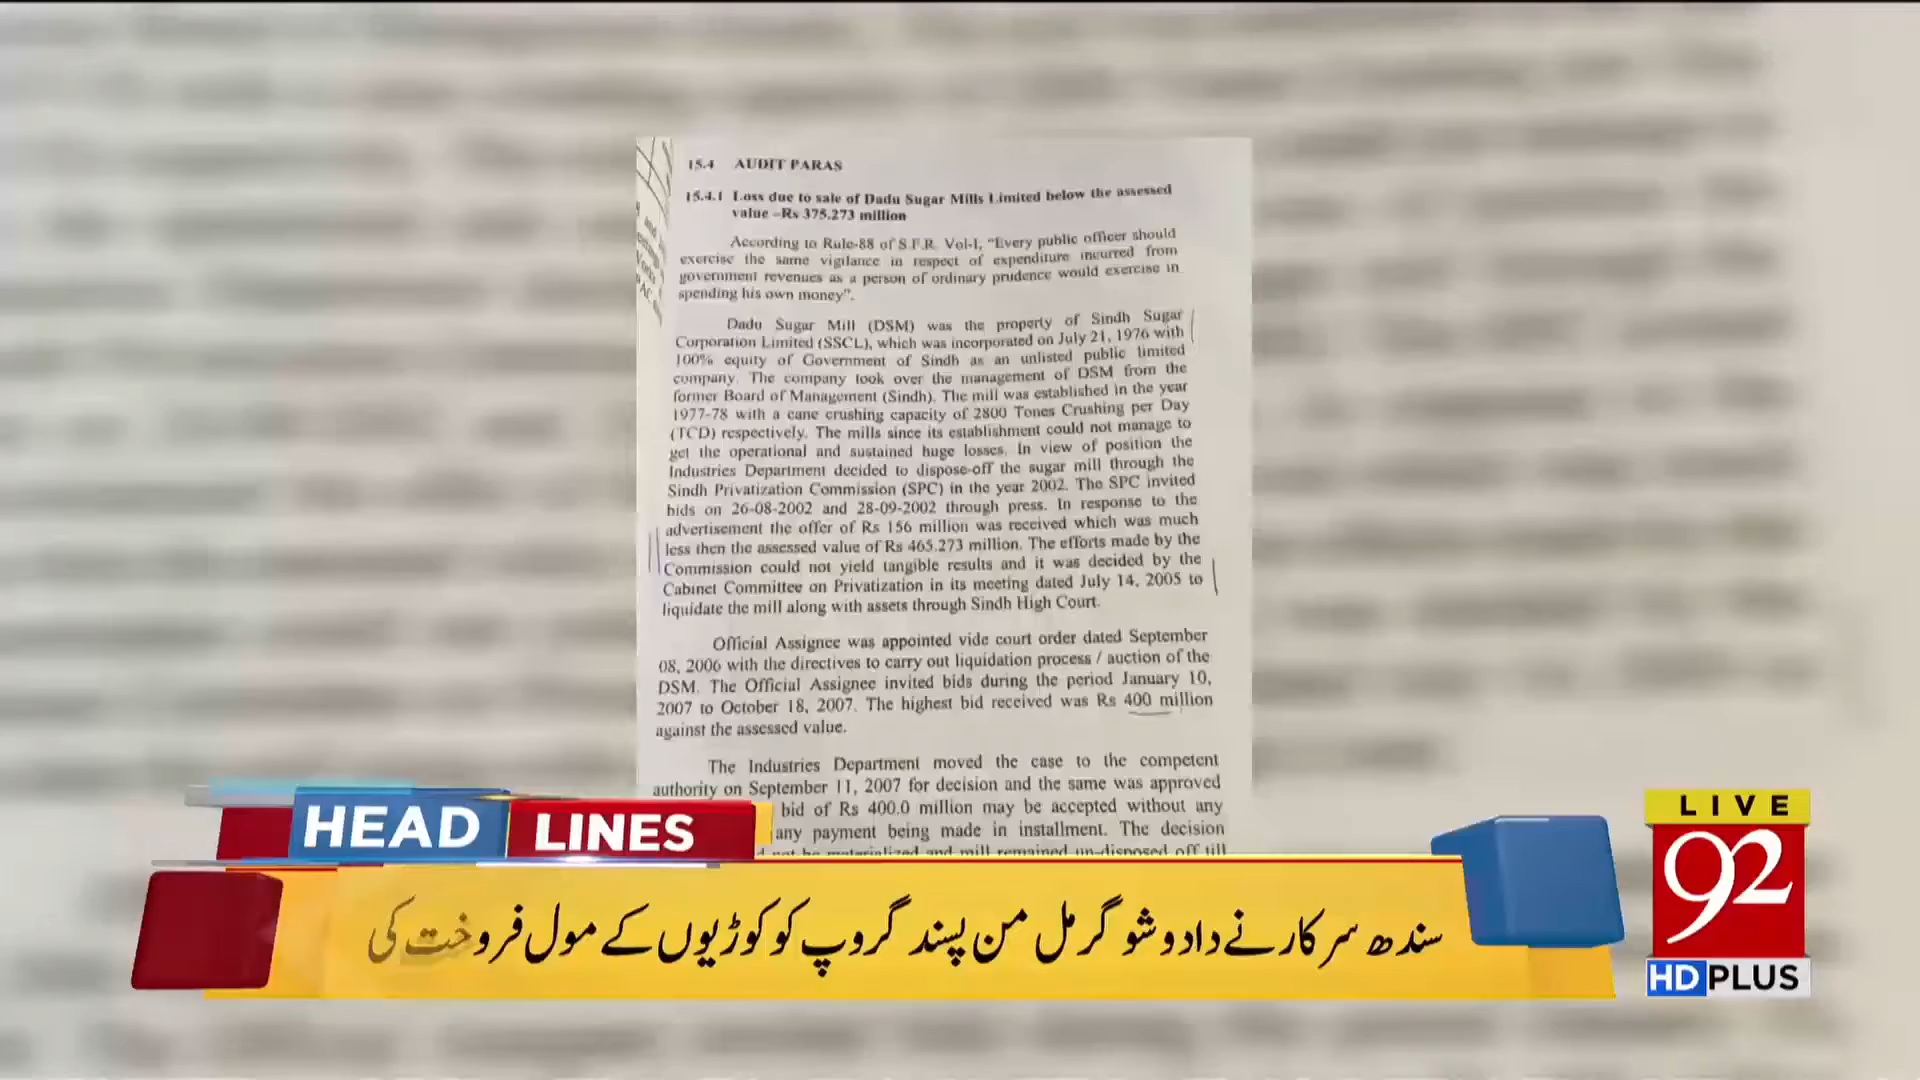 15.4 AUDIT PARAS
15.4.1 Loss due to sale of Dadu Sugar Mills Limited below the assessed
value –Rs 375.273 million
According to Rule-88 of S.F.R. Vol-I, “Every public officer should
exercise the same vigilance in respect of expenditure incurred from
government revenues as a person of ordinary prudence would exercise in
spending his own money”.
Dadu Sugar Mill (DSM) was the property of Sindh Sugar
Corporation Limited (SSCL), which was incorporated on July 21, 1976 with
100% equity of Government of Sindh as an unlisted public limited
company. The company took over the management of DSM from the
former Board of Management (Sindh). The mill was established in the year
1977-78 with a cane crushing capacity of 2800 Tones Crushing per Day
(TCD) respectively. The mills since its establishment could not manage to
get the operational and sustained huge losses. In view of position the
Industries Department decided to dispose-off the sugar mill through the
Sindh Privatization Commission (SPC) in the year 2002. The SPC invited
bids on 26-08-2002 and 28-09-2002 through press. In response to the
advertisement the offer of Rs 156 million was received which was much
less then the assessed value of Rs 465.273 million. The efforts made by the
Commission could not yield tangible results and it was decided by the
Cabinet Committee on Privatization in its meeting dated July 14, 2005 to
liquidate the mill along with assets through Sindh High Court.
Official Assignee was appointed vide court order dated September
08, 2006 with the directives to carry out liquidation process / auction of the
DSM. The Official Assignee invited bids during the period January 10,
2007 to October 18, 2007. The highest bid received was Rs 400 million
against the assessed value.
The Industries Department moved the case to the competent
authority on September 11, 2007 for decision and the same was approved
bid of Rs 400.0 million may be accepted without any
any payment being made in installment. The decision
not be materialized and mill remained un-disposed off till
HEAD LINES
سندھ سرکار نے دادو شوگر مل من پسند گروپ کو کوڑیوں کے مول فروخت کی
LIVE
92
HD PLUS